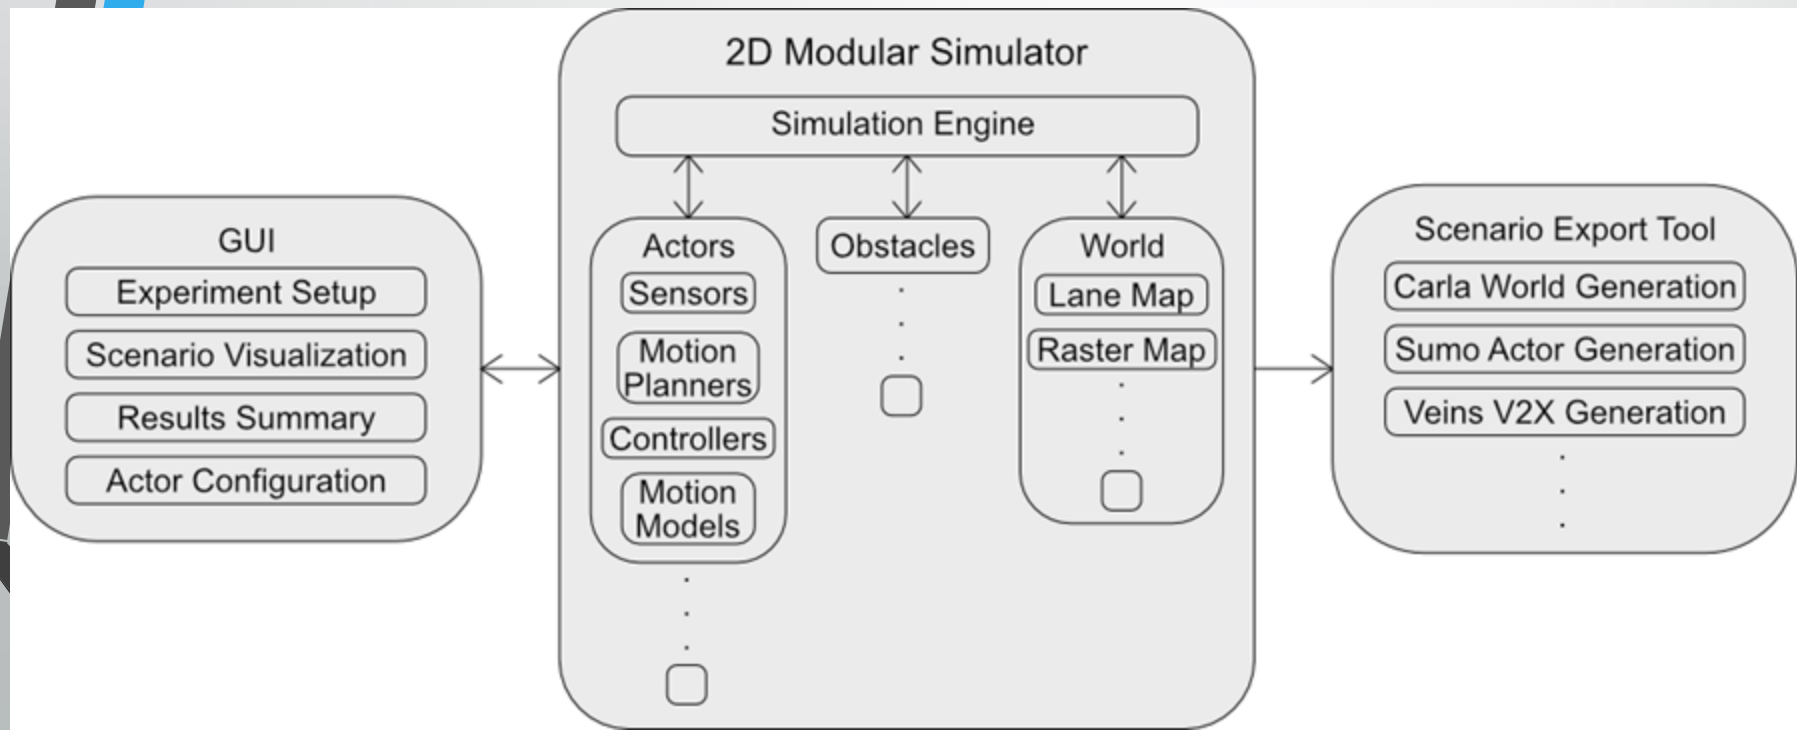 2D Modular Simulator
Simulation Engine
GUI
Experiment Setup
Scenario Visualization
Results Summary
Actor Configuration
Actors
Sensors
Motion
Planners
Controllers
Motion
Models
Obstacles
World
Lane Map
Raster Map
Scenario Export Tool
Carla World Generation
Sumo Actor Generation
Veins V2X Generation